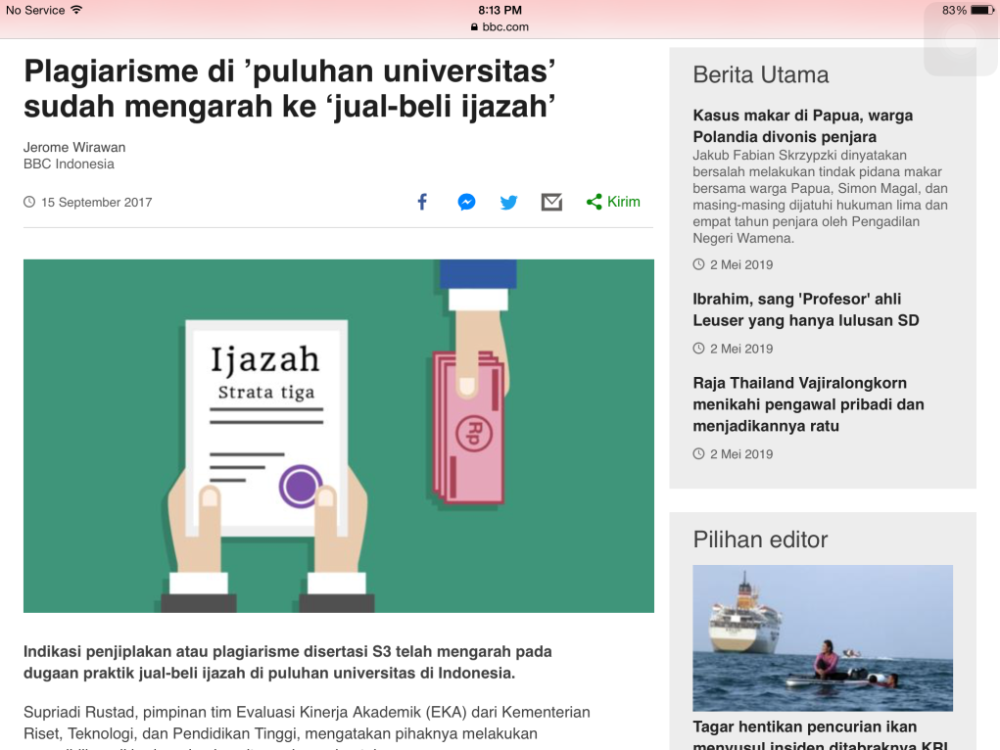 No Service
8:13 PM
83%
bbc.com
Plagiarisme di ’puluhan universitas’
sudah mengarah ke ‘jual-beli ijazah’
Jerome Wirawan
BBC Indonesia
15 September 2017
Kirim
Ijazah
Strata tiga
Rp
Indikasi penjiplakan atau plagiarisme disertasi S3 telah mengarah pada
dugaan praktik jual-beli ijazah di puluhan universitas di Indonesia.
Supriadi Rustad, pimpinan tim Evaluasi Kinerja Akademik (EKA) dari Kementerian
Riset, Teknologi, dan Pendidikan Tinggi, mengatakan pihaknya melakukan
Berita Utama
Kasus makar di Papua, warga
Polandia divonis penjara
Jakub Fabian Skrzypzki dinyatakan
bersalah melakukan tindak pidana makar
bersama warga Papua, Simon Magal, dan
masing-masing dijatuhi hukuman lima dan
empat tahun penjara oleh Pengadilan
Negeri Wamena.
2 Mei 2019
Ibrahim, sang 'Profesor' ahli
Leuser yang hanya lulusan SD
2 Mei 2019
Raja Thailand Vajiralongkorn
menikahi pengawal pribadi dan
menjadikannya ratu
2 Mei 2019
Pilihan editor
Tagar hentikan pencurian ikan
menyusul insiden ditabraknya KRI